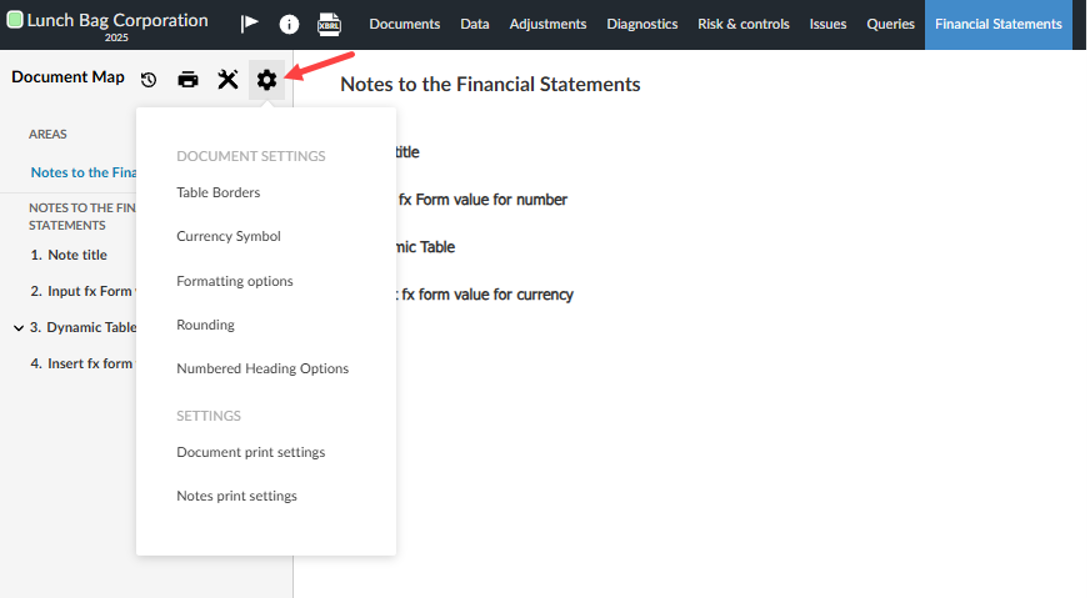 Lunch Bag Corporation
2025
XBRL
Documents
Data
Adjustments
Diagnostics
Risk & controls
Issues
Queries
Financial Statements
Document Map
AREAS
Notes to the Fina
NOTES TO THE FIN
STATEMENTS
1. Note title
2. Input fx Form
3. Dynamic Table
4. Insert fx form
DOCUMENT SETTINGS
Table Borders
Currency Symbol
Formatting options
Rounding
Numbered Heading Options
SETTINGS
Document print settings
Notes print settings
Notes to the Financial Statements
title
fx Form value for number
mic Table
fx form value for currency